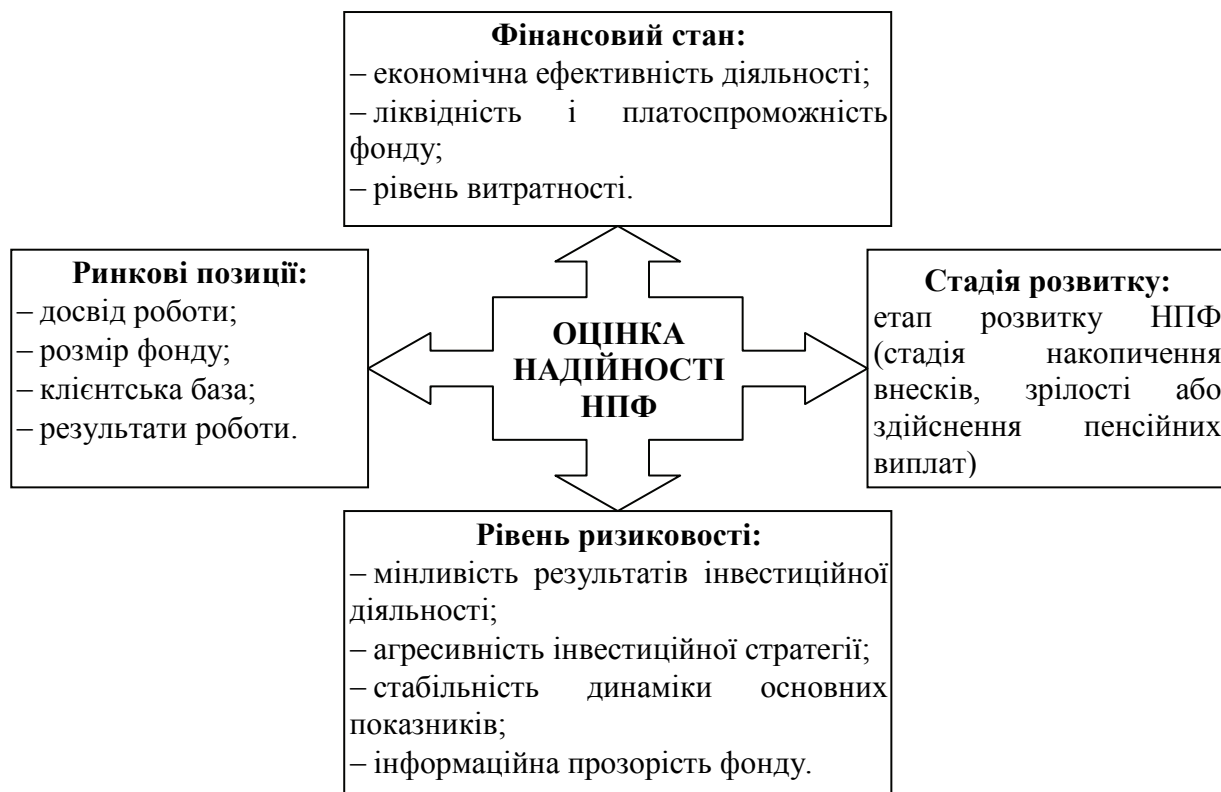 Фінансовий стан:
– економічна ефективність діяльності;
– ліквідність і платоспроможність
фонду;
– рівень витратності.
Ринкові позиції:
– досвід роботи;
– розмір фонду;
– клієнтська база;
– результати роботи.
ОЦІНКА
НАДІЙНОСТІ
НПФ
Стадія розвитку:
етап розвитку НПФ
(стадія накопичення
внесків, зрілості або
здійснення пенсійних
виплат)
Рівень ризиковості:
– мінливість результатів інвестиційної
діяльності;
– агресивність інвестиційної стратегії;
– стабільність динаміки основних
показників;
– інформаційна прозорість фонду.